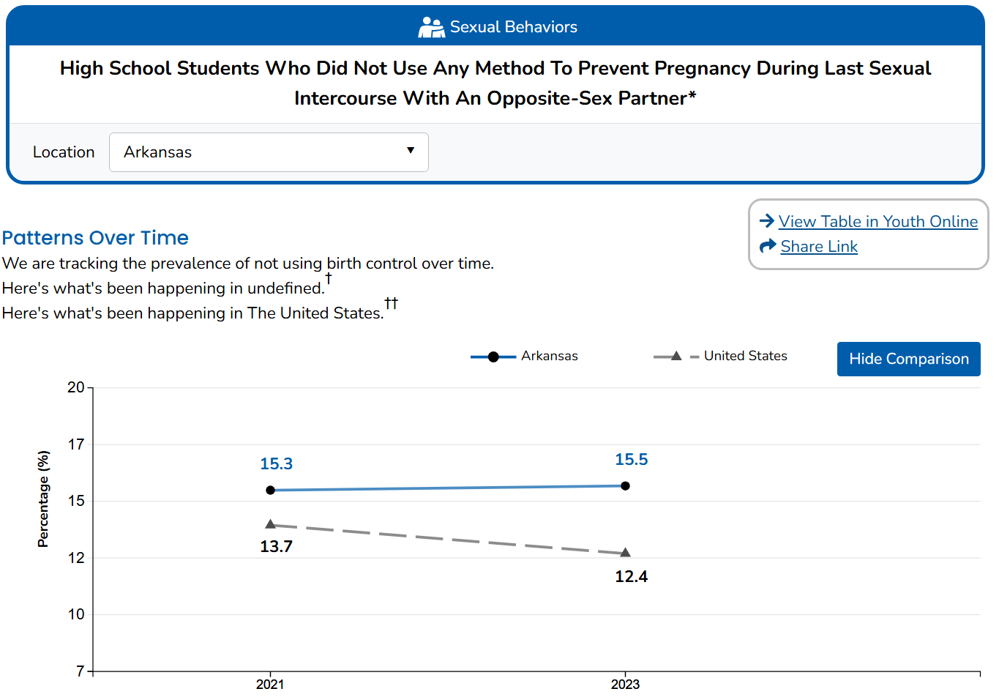 Sexual Behaviors
High School Students Who Did Not Use Any Method To Prevent Pregnancy During Last Sexual
Intercourse With An Opposite-Sex Partner*
Location
Arkansas
View Table in Youth Online
Share Link
Patterns Over Time
We are tracking the prevalence of not using birth control over time.
Here's what's been happening in undefined.†
Here's what's been happening in The United States.††
Arkansas
United States
Hide Comparison
Percentage (%)
20
17
15
12
10
7
15.3
15.5
13.7
12.4
2021
2023